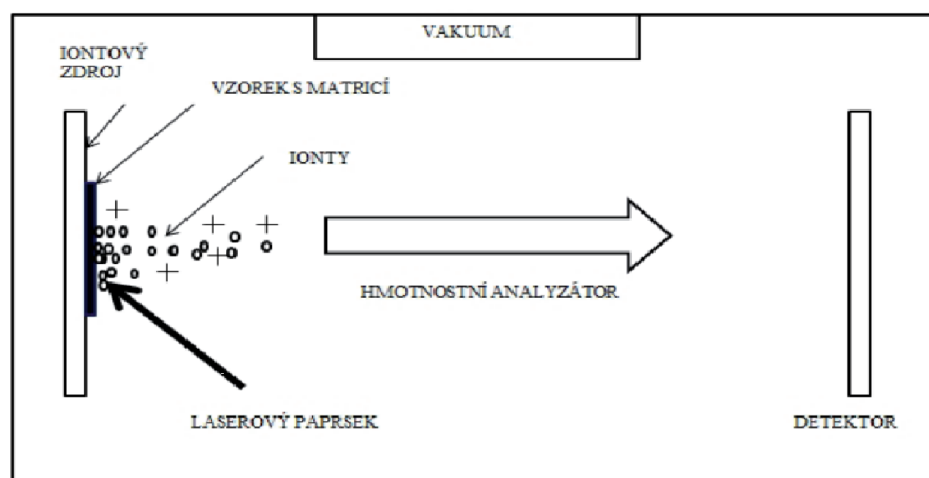 VAKUUM
IONTOVÝ
ZDROJ
VZOREK S MATRICÍ
IONTY
HMOTNOSTNÍ ANALYZÁTOR
LASEROVÝ PAPRSEK
DETEKTOR